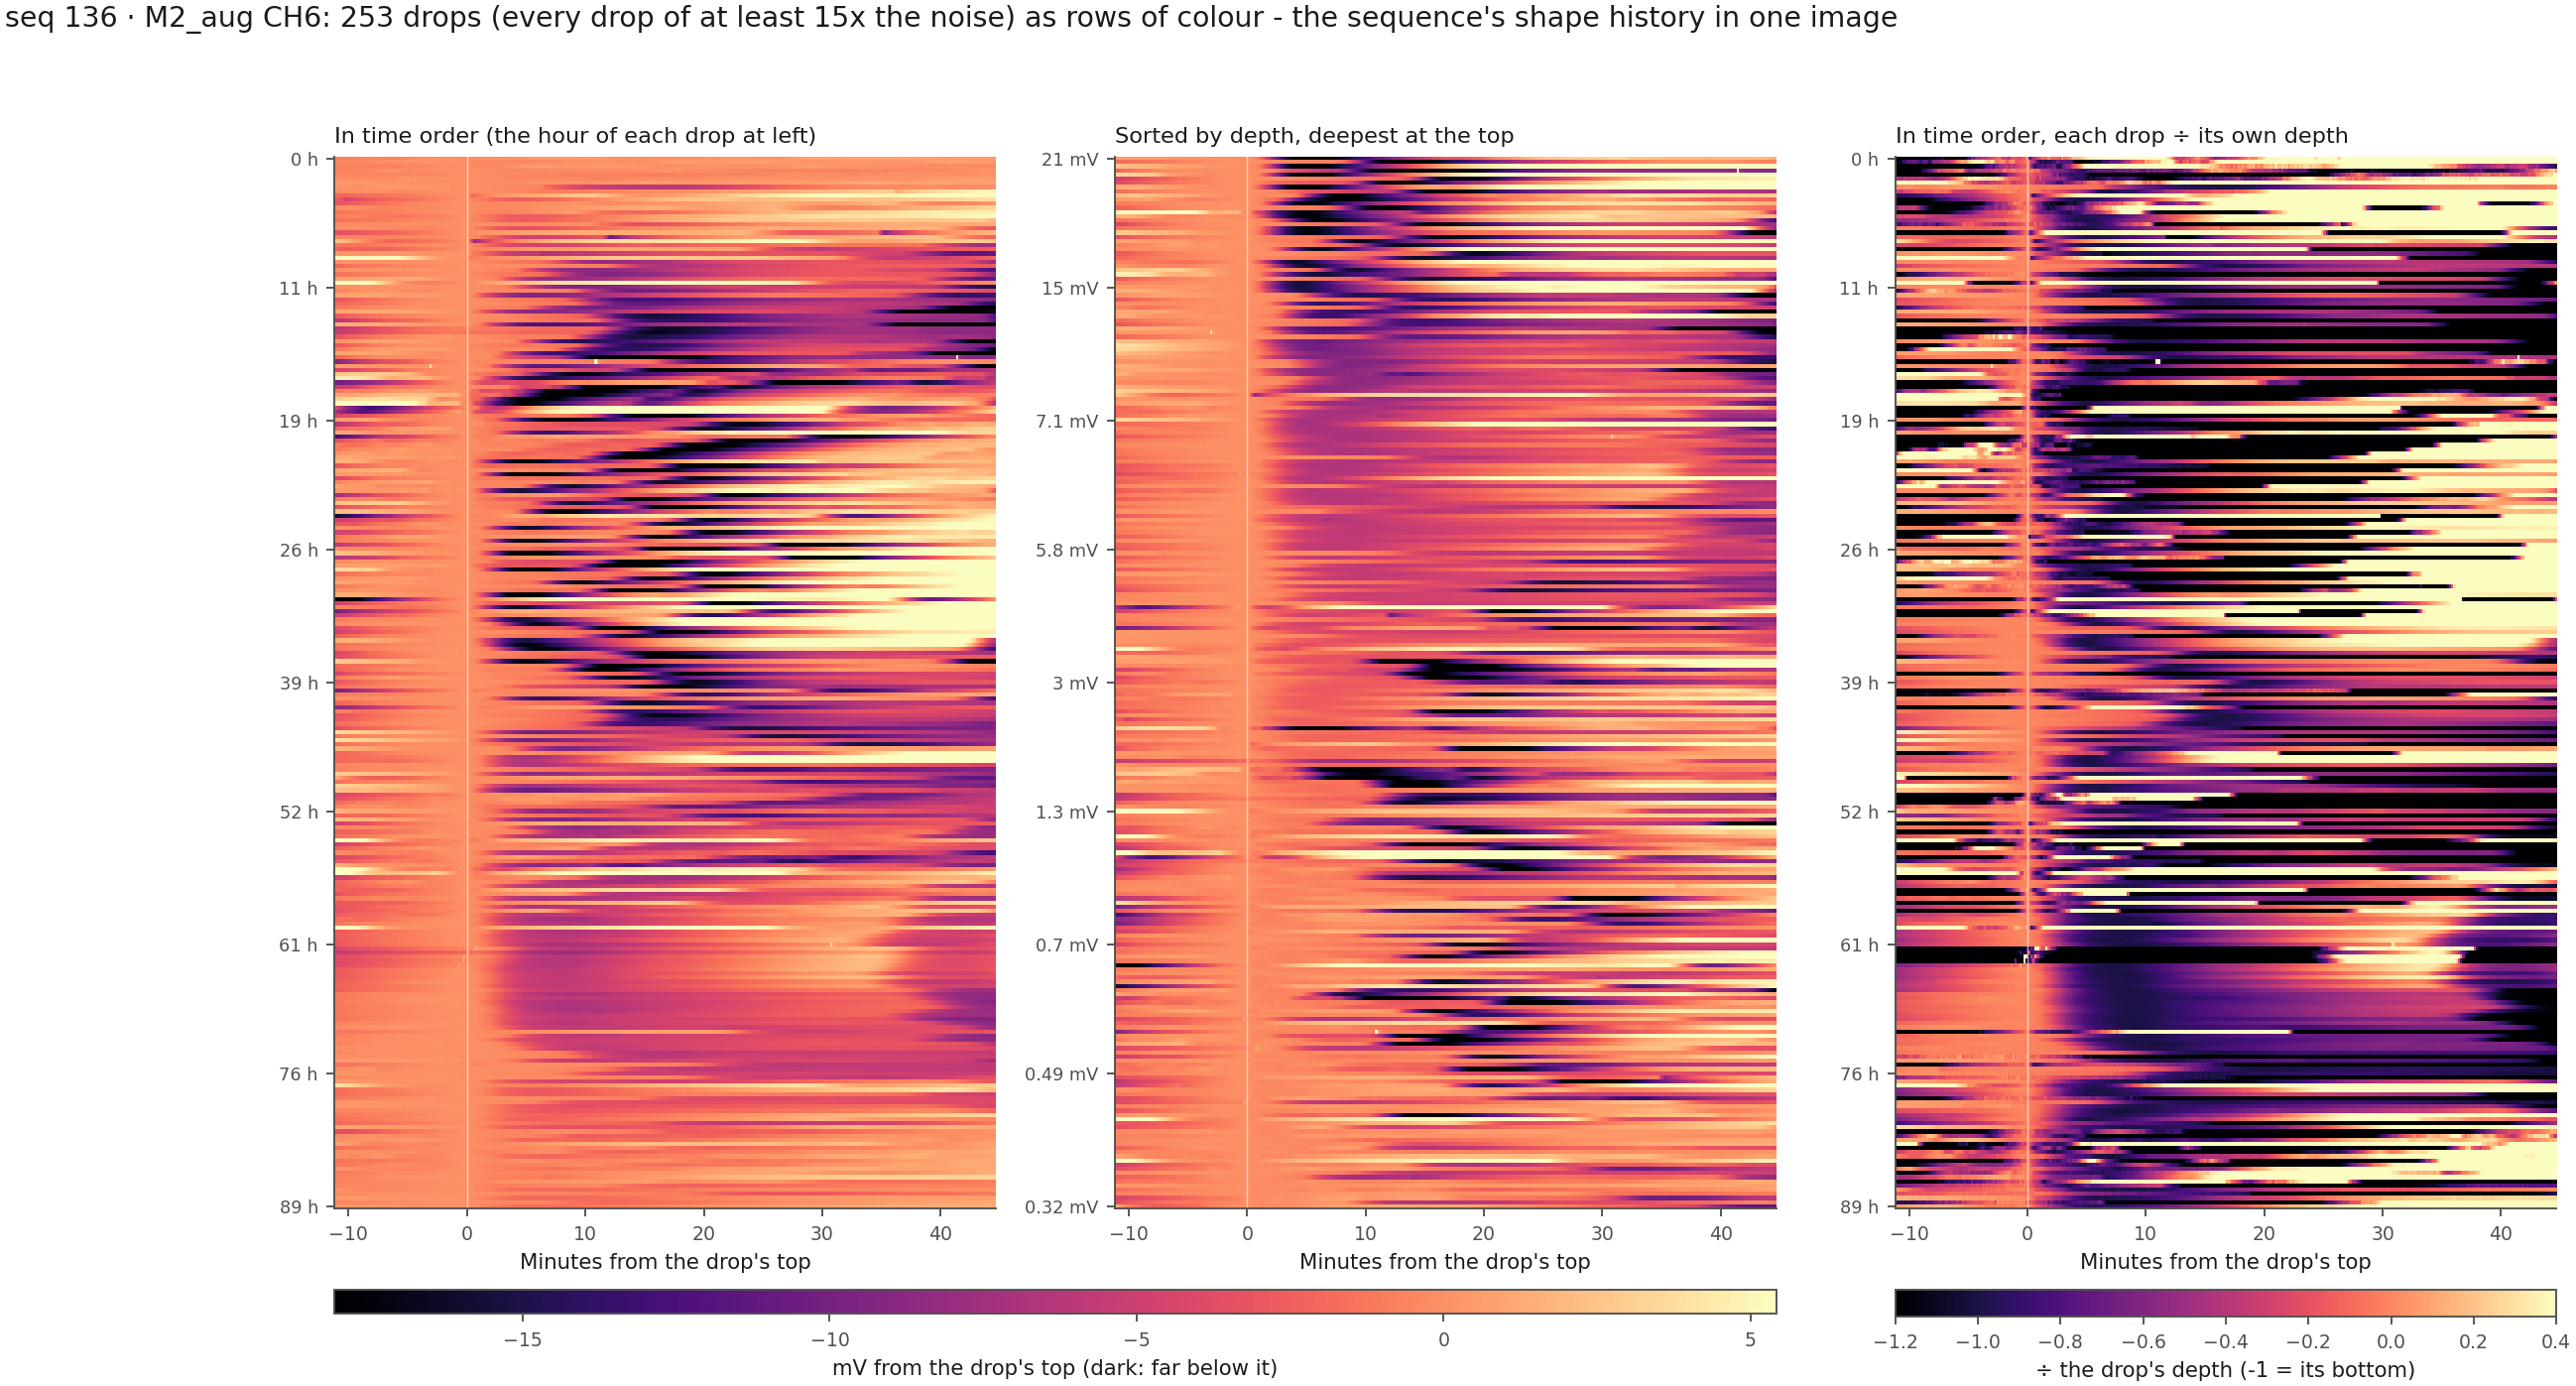 seq 136 · M2_aug CH6: 253 drops (every drop of at least 15x the noise) as rows of colour - the sequence's shape history in one image
In time order (the hour of each drop at left)
0 h
11 h
19 h
26 h
39 h
52 h
61 h
76 h
89 h
−10 0 10 20 30 40
Minutes from the drop's top
Sorted by depth, deepest at the top
21 mV
15 mV
7.1 mV
5.8 mV
3 mV
1.3 mV
0.7 mV
0.49 mV
0.32 mV
−10 0 10 20 30 40
Minutes from the drop's top
In time order, each drop ÷ its own depth
0 h
11 h
19 h
26 h
39 h
52 h
61 h
76 h
89 h
−10 0 10 20 30 40
Minutes from the drop's top
−15 −10 −5 0 5
mV from the drop's top (dark: far below it)
−1.2 −1.0 −0.8 −0.6 −0.4 −0.2 0.0 0.2 0.4
÷ the drop's depth (-1 = its bottom)